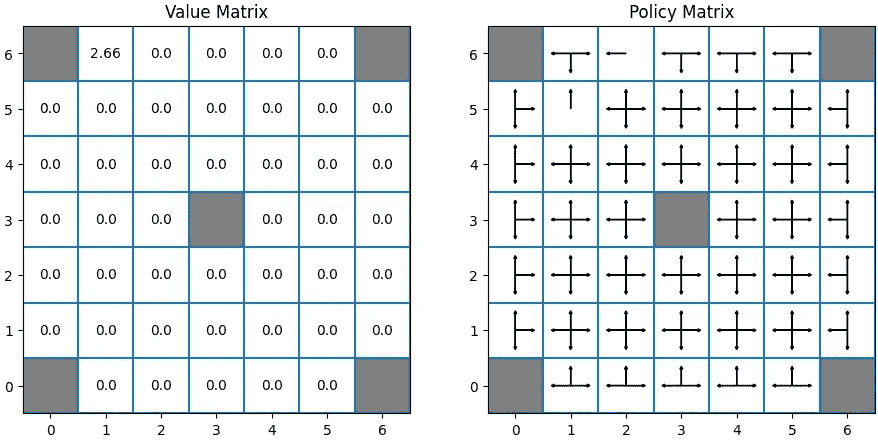 Value Matrix
Policy Matrix
6 2.66 0.0 0.0 0.0 0.0
6
5 0.0 0.0 0.0 0.0 0.0 0.0 0.0
5
4 0.0 0.0 0.0 0.0 0.0 0.0 0.0
4
3 0.0 0.0 0.0 0.0 0.0 0.0
3
2 0.0 0.0 0.0 0.0 0.0 0.0 0.0
2
1 0.0 0.0 0.0 0.0 0.0 0.0 0.0
1
0 0.0 0.0 0.0 0.0 0.0
0
0 1 2 3 4 5 6
0 1 2 3 4 5 6